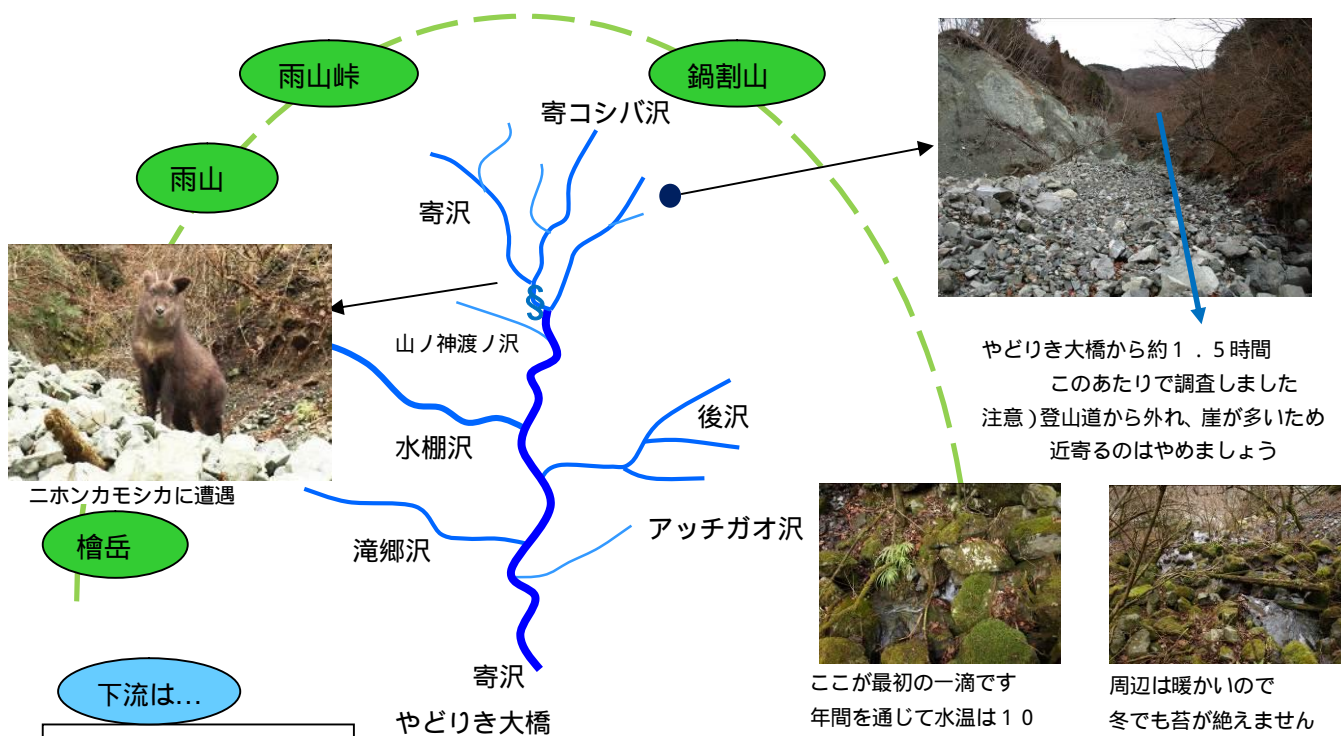 雨山峠
鍋割山
寄コシバ沢
雨山
寄沢
山ノ神渡ノ沢
やどりき大橋から約1.5時間
このあたりで調査しました
注意)登山道から外れ、崖が多いため
近寄るのはやめましょう
後沢
水棚沢
ニホンカモシカに遭遇
檜岳
滝郷沢
アッチガオ沢
寄沢
やどりき大橋
下流は…
ここが最初の一滴です
年間を通じて水温は10
周辺は暖かいので
冬でも苔が絶えません